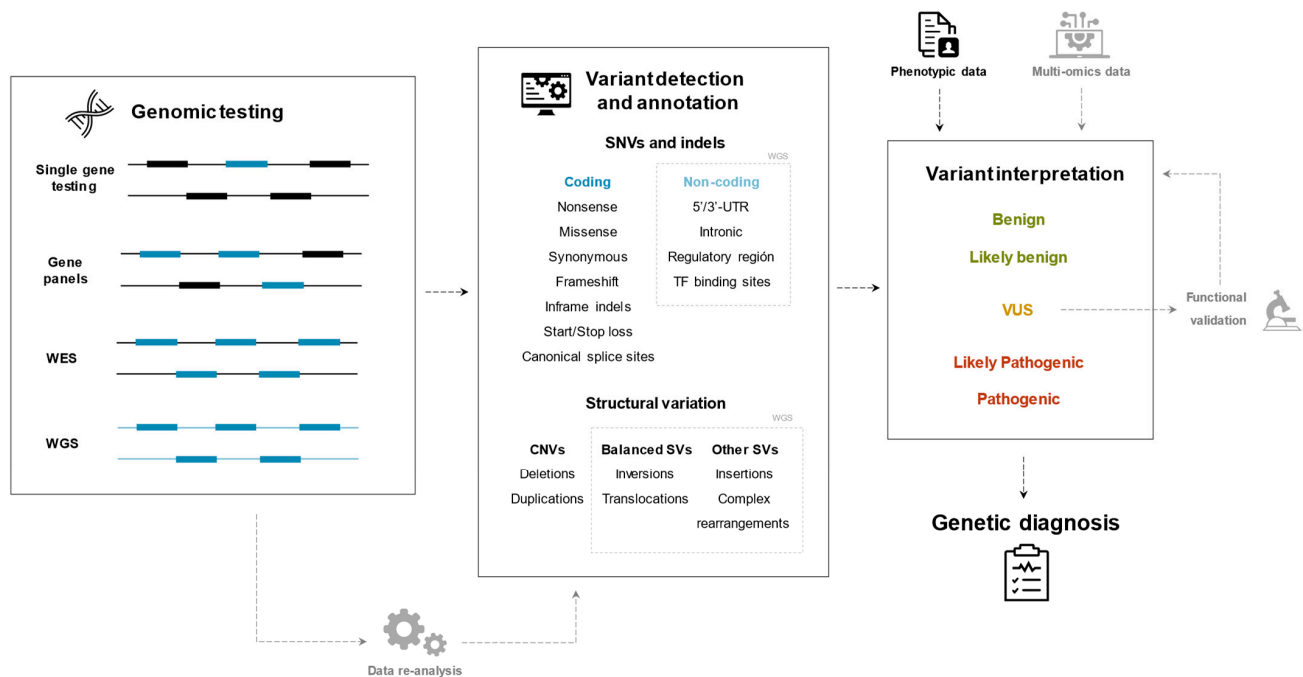 Genomic testing
Single gene
testing
Gene
panels
WES
WGS
Data re-analysis
Variant detection
and annotation
SNVs and indels
WGS
Coding
Nonsense
Missense
Synonymous
Frameshift
Inframe indels
Start/Stop loss
Canonical splice sites
Non-coding
5'/3'-UTR
Intronic
Regulatory región
TF binding sites
Structural variation
WGS
CNVs
Deletions
Duplications
Balanced SVs
Inversions
Translocations
Other SVs
Insertions
Complex
rearrangements
Phenotypic data
Multi-omics data
Variant interpretation
Benign
Likely benign
VUS
Likely Pathogenic
Pathogenic
Functional
validation
Genetic diagnosis